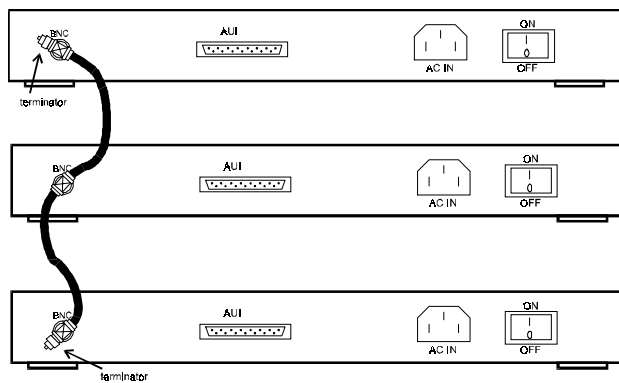 BNC
AUI
ON
AC IN
OFF
terminator
BNC
AUI
ON
AC IN
OFF
BNC
AUI
ON
AC IN
OFF
terminator